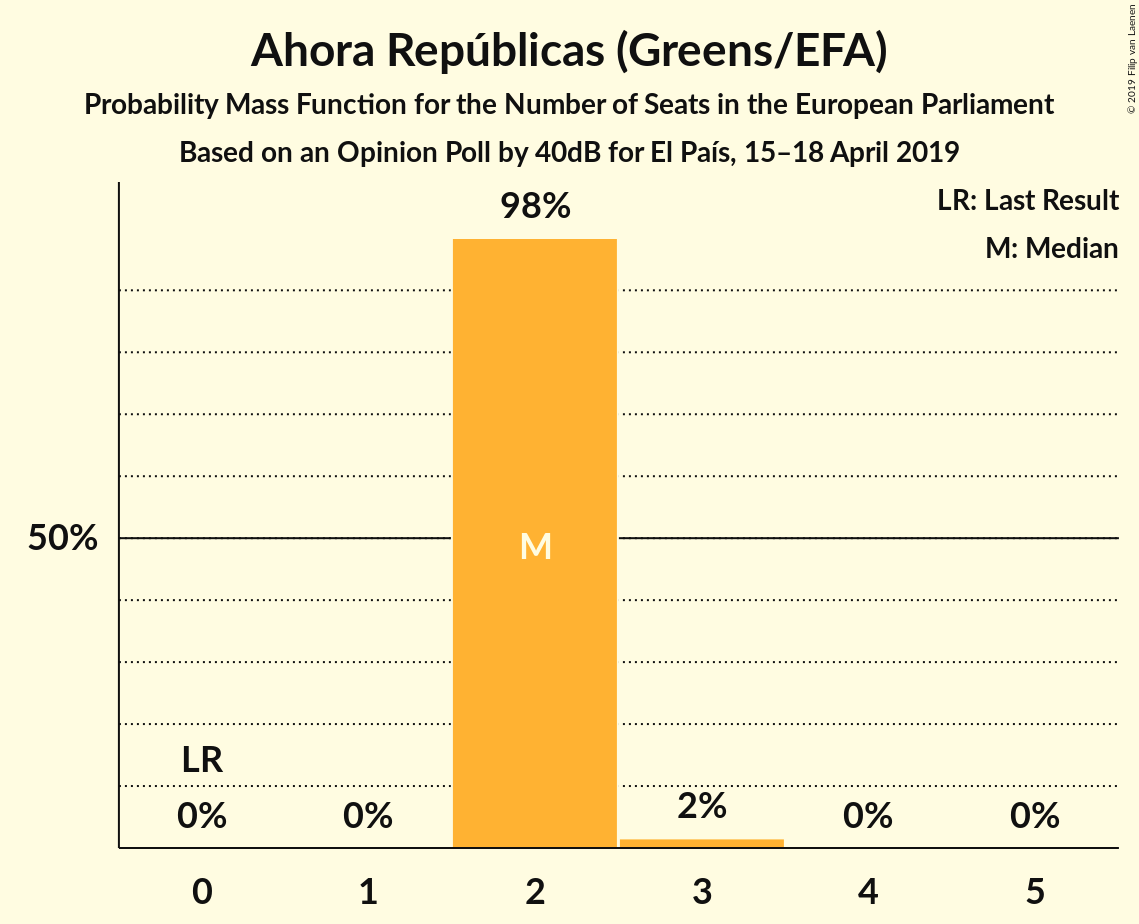 Ahora Repúblicas (Greens/EFA)
Probability Mass Function for the Number of Seats in the European Parliament
Based on an Opinion Poll by 40dB for El País, 15–18 April 2019
© 2019 Filip van Laenen
LR: Last Result
M: Median
98%
50%
M
LR
0%
0%
2%
0%
0%
0
1
2
3
4
5